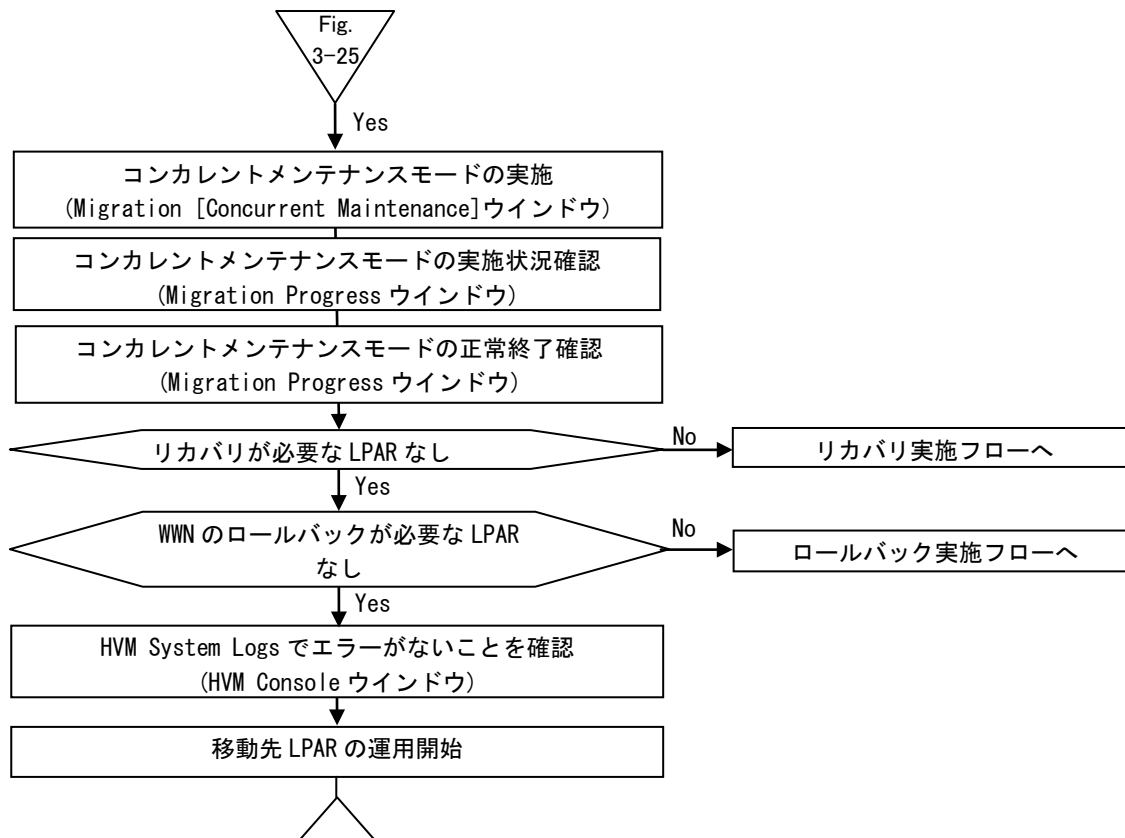 Fig.
3-25
Yes
コンカレントメンテナンスモードの実施
(Migration [Concurrent Maintenance]ウインドウ)
コンカレントメンテナンスモードの実施状況確認
(Migration Progress ウインドウ)
コンカレントメンテナンスモードの正常終了確認
(Migration Progress ウインドウ)
リカバリが必要な LPAR なし
No
リカバリ実施フローへ
Yes
WWN のロールバックが必要な LPAR
なし
No
ロールバック実施フローへ
Yes
HVM System Logs でエラーがないことを確認
(HVM Console ウインドウ)
移動先 LPAR の運用開始